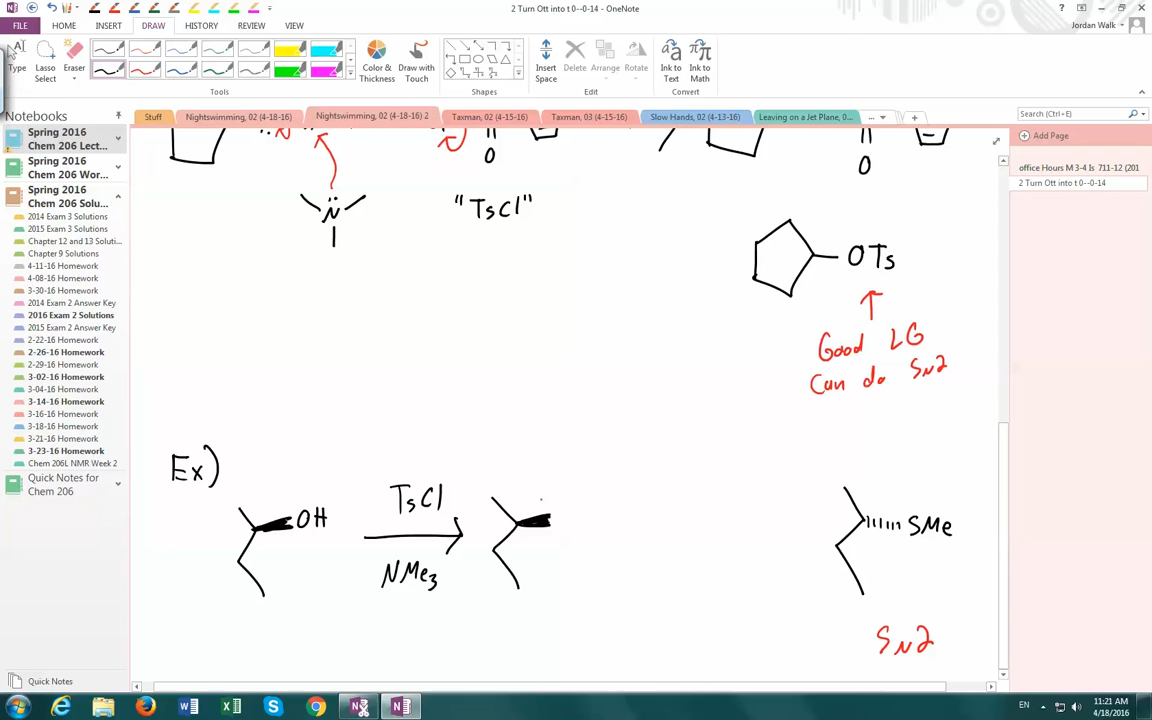 2 Turn Ott into t 0--0-14 - OneNote
FILE HOME INSERT DRAW HISTORY REVIEW VIEW
Jordan Walk
Type Lasso Select Eraser
Color & Thickness Draw with Touch
Insert Space Delete Arrange Rotate
Ink to Text Ink to Math
Tools Shapes Edit Convert
Notebooks
Stuff Nightswimming, 02 (4-18-16) Nightswimming, 02 (4-18-16) 2 Taxman, 02 (4-15-16) Taxman, 03 (4-15-16) Slow Hands, 02 (4-13-16) Leaving on a Jet Plane, 0... ...
Search (Ctrl+E)
Add Page
office Hours M 3-4 Is 711-12 (201
2 Turn Ott into t 0--0-14
Spring 2016
Chem 206 Lect...
Spring 2016
Chem 206 Wor...
Spring 2016
Chem 206 Solu...
2014 Exam 3 Solutions
2015 Exam 3 Solutions
Chapter 12 and 13 Soluti...
Chapter 9 Solutions
4-11-16 Homework
4-08-16 Homework
3-30-16 Homework
2014 Exam 2 Answer Key
2016 Exam 2 Solutions
2015 Exam 2 Answer Key
2-22-16 Homework
2-26-16 Homework
2-29-16 Homework
3-02-16 Homework
3-04-16 Homework
3-14-16 Homework
3-16-16 Homework
3-18-16 Homework
3-21-16 Homework
3-23-16 Homework
Chem 206L NMR Week 2
Quick Notes for
Chem 206
Quick Notes
N
O
O
N
"TsCl"
OTs
Good LG
Can do SN2
Ex)
OH
TsCl
NMe3
SMe
SN2
EN
11:21 AM
4/18/2016